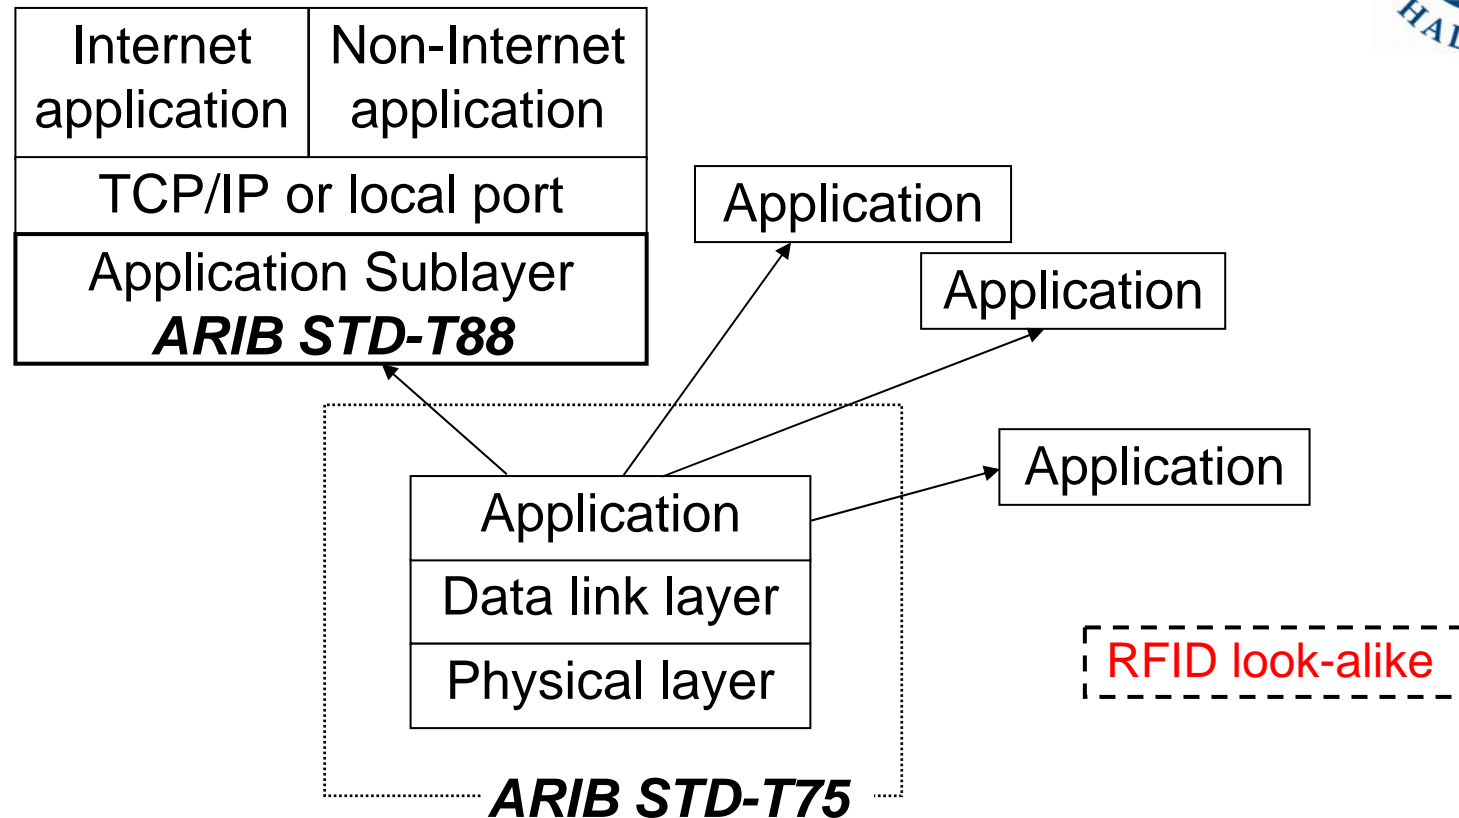 Internet
application
Non-Internet
application
TCP/IP or local port
Application Sublayer
ARIB STD-T88
Application
Application
Application
Application
Data link layer
Physical layer
ARIB STD-T75
RFID look-alike